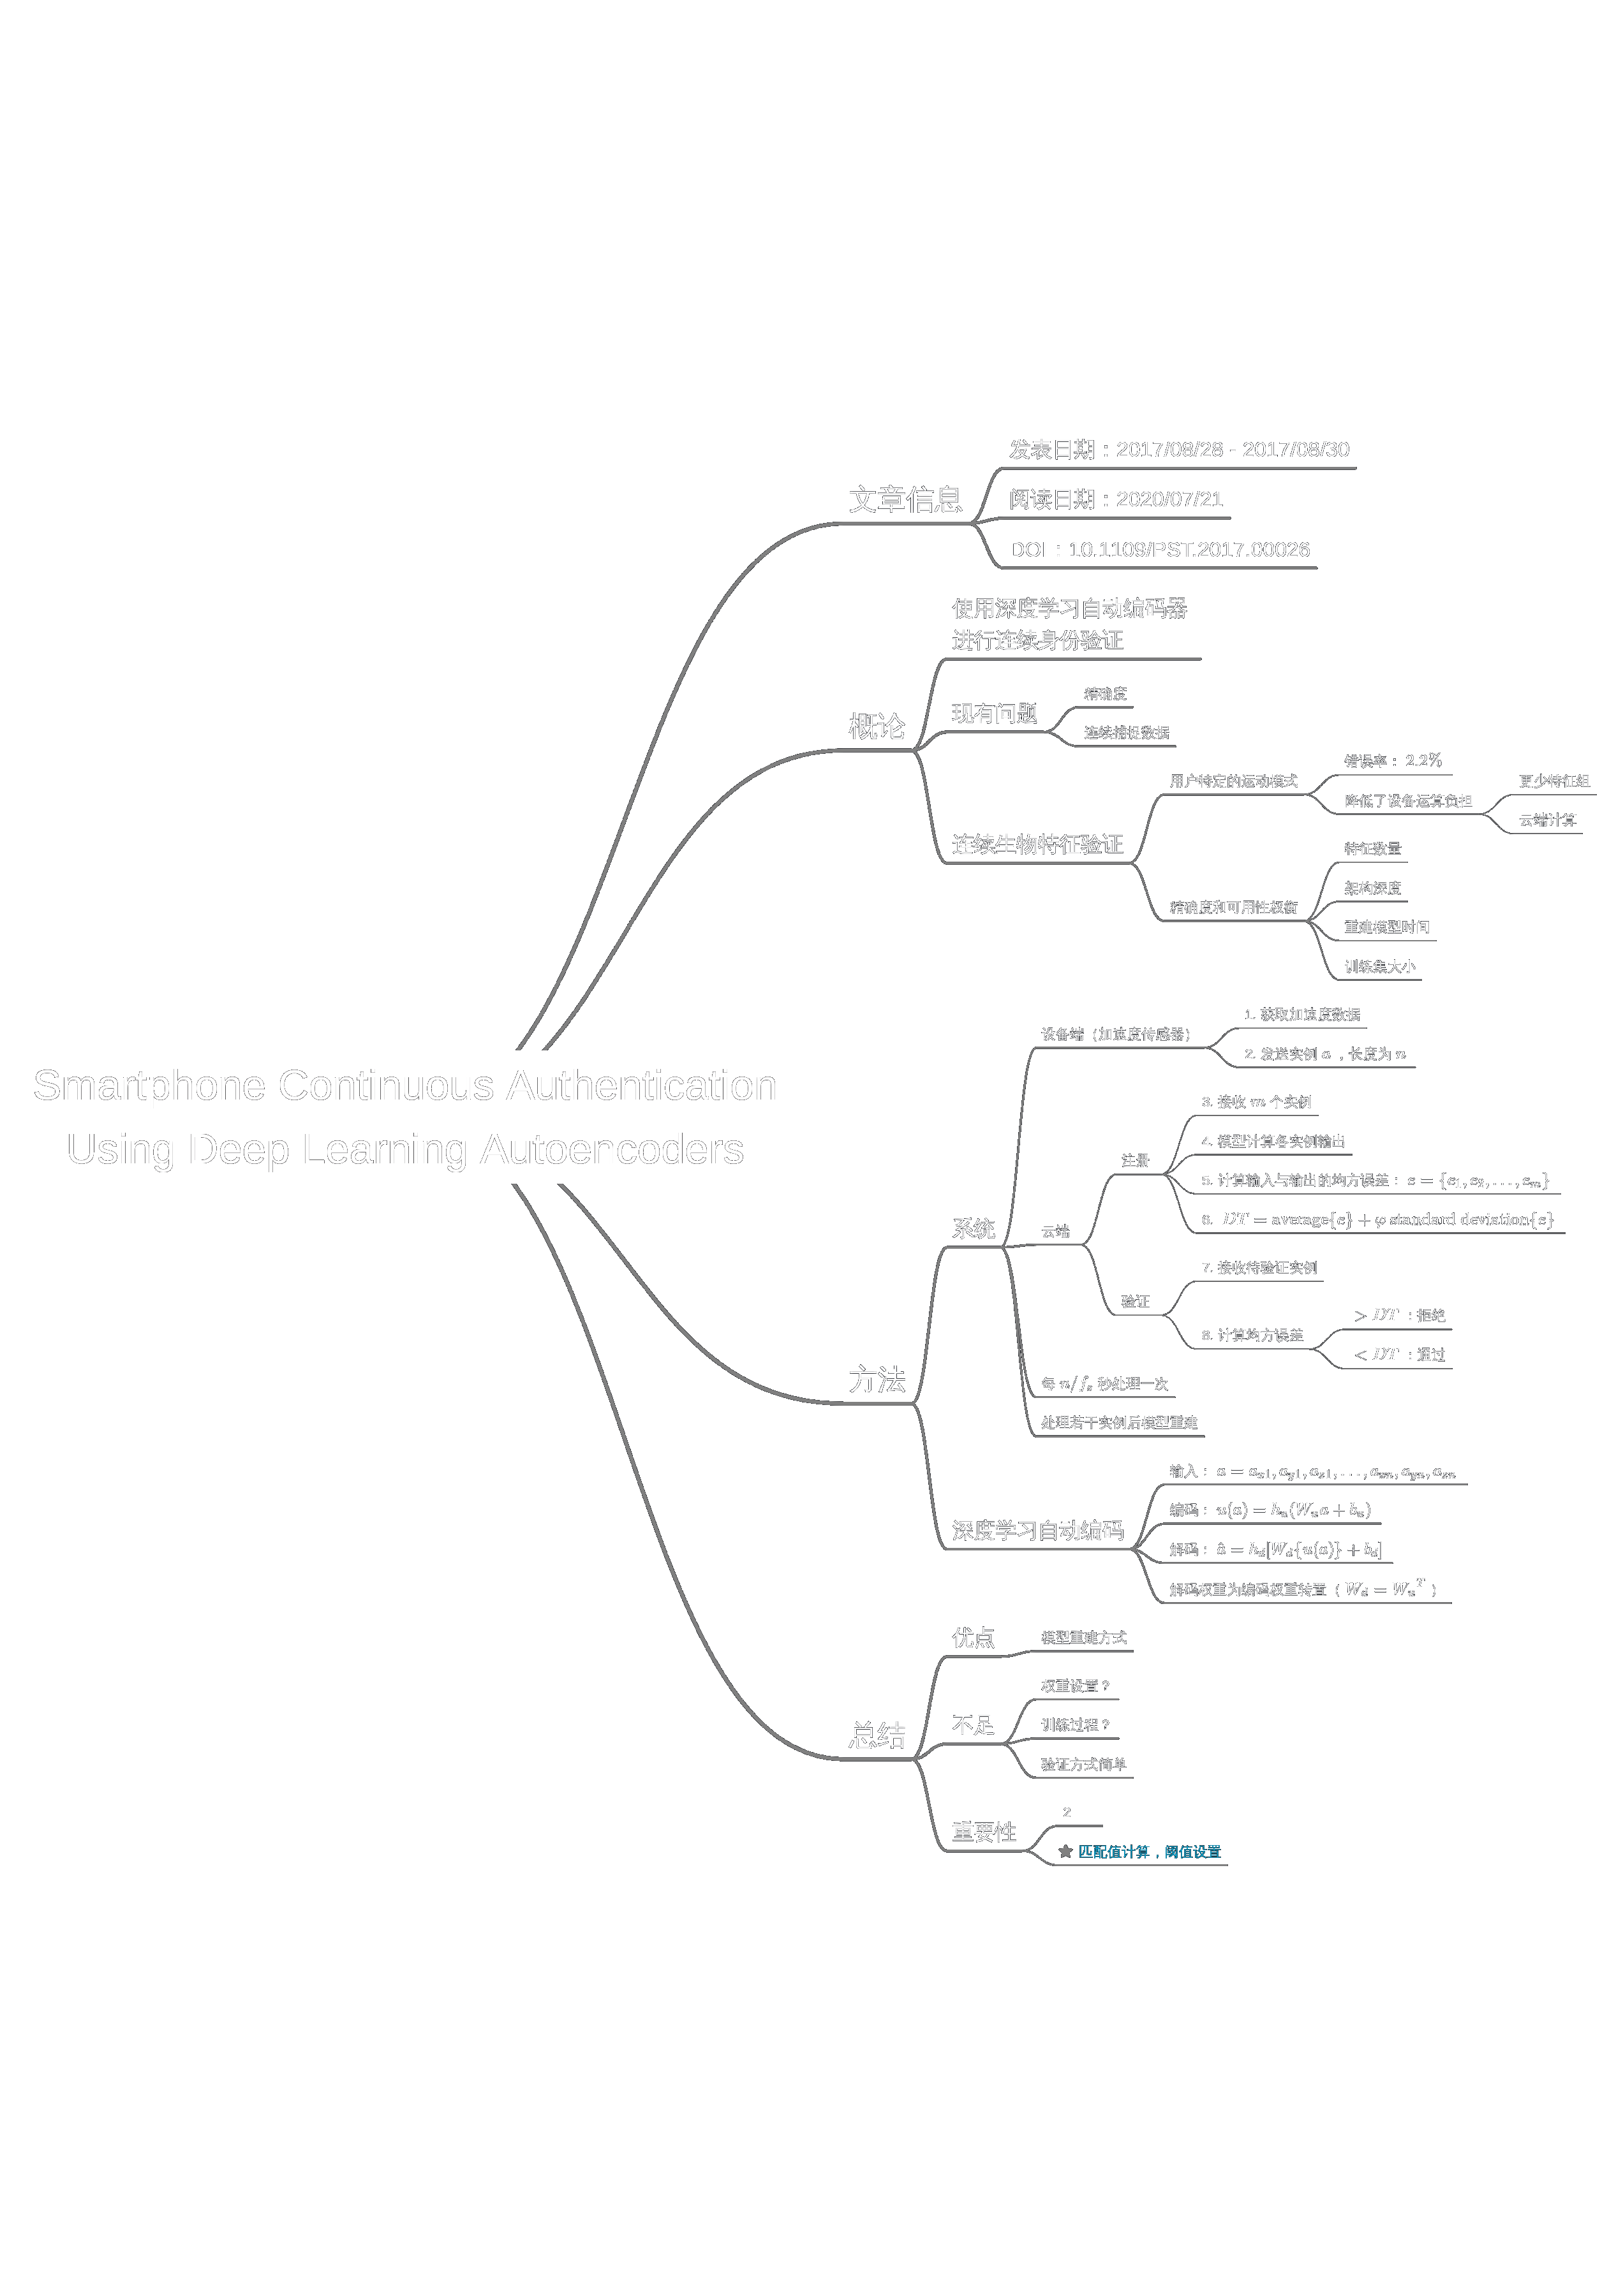 Smartphone Continuous Authentication
Using Deep Learning Autoencoders
文章信息
发表日期：2017/08/28 - 2017/08/30
阅读日期：2020/07/21
DOI：10.1109/PST.2017.00026
概论
使用深度学习自动编码器
进行连续身份验证
现有问题
精确度
连续捕捉数据
连续生物特征验证
用户特定的运动模式
错误率： 2.2%
降低了设备运算负担
更少特征组
云端计算
精确度和可用性权衡
特征数量
架构深度
重建模型时间
训练集大小
方法
系统
设备端（加速度传感器）
1. 获取加速度数据
2. 发送实例 a ，长度为 n
云端
注册
3. 接收 m 个实例
4. 模型计算各实例输出
5. 计算输入与输出的均方误差： e = {e₁, e₂, . . . , eₘ}
6. DT = average{e} + φ standard deviation{e}
验证
7. 接收待验证实例
8. 计算均方误差
> DT ：拒绝
< DT ：通过
每 n/fₛ 秒处理一次
处理若干实例后模型重建
深度学习自动编码
输入： a = a_{x1}, a_{y1}, a_{z1}, . . . , a_{xn}, a_{yn}, a_{zn}
编码： u(a) = h_u(W_u a + b_u)
解码： â = h_d[W_d{u(a)} + b_d]
解码权重为编码权重转置（ W_d = W_u^T ）
总结
优点
模型重建方式
不足
权重设置？
训练过程？
验证方式简单
重要性
2
★ 匹配值计算，阈值设置